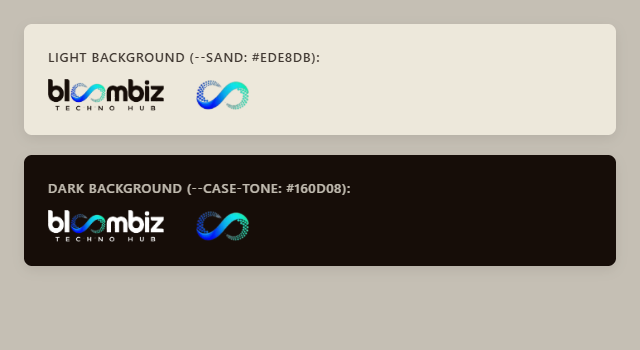 LIGHT BACKGROUND (--SAND: #EDE8DB):
bloombiz
TECHNO HUB
DARK BACKGROUND (--CASE-TONE: #160D08):
bloombiz
TECHNO HUB